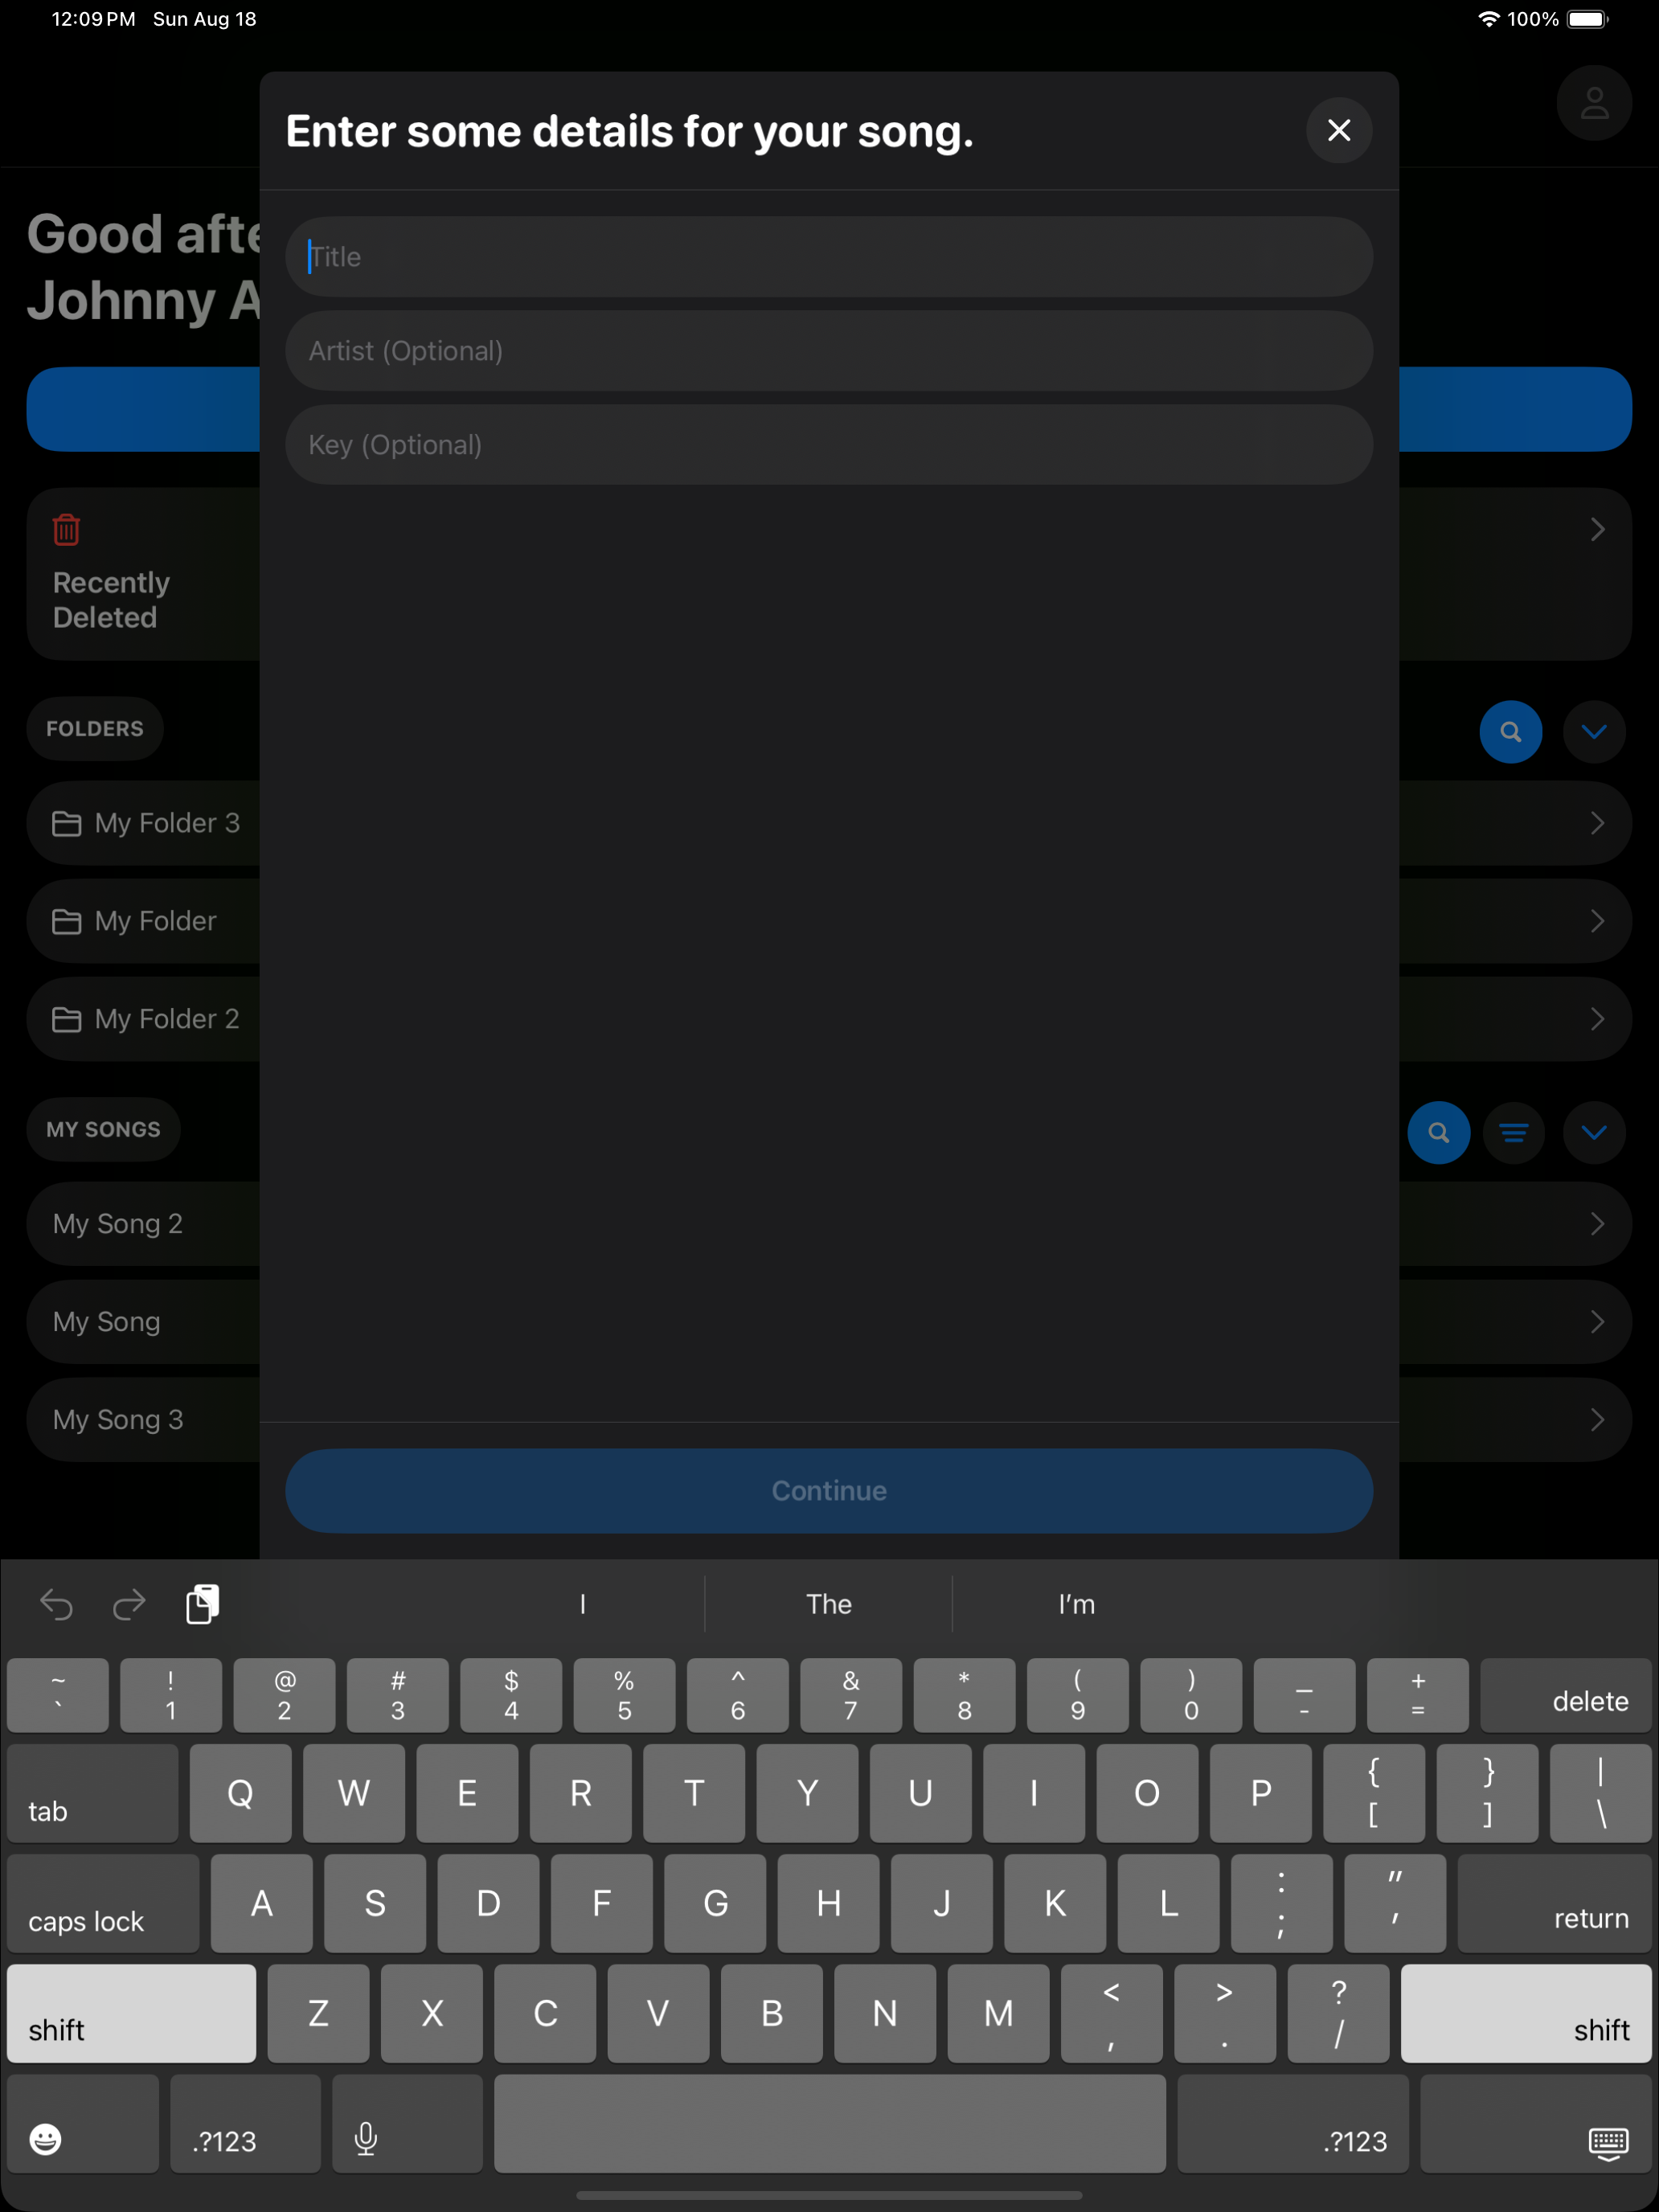 12:09 PM Sun Aug 18
100%
Enter some details for your song.
Good afte
Johnny A
Title
Artist (Optional)
Key (Optional)
Recently
Deleted
FOLDERS
My Folder 3
My Folder
My Folder 2
MY SONGS
My Song 2
My Song
My Song 3
Continue
I The I'm
~ ! @ # $ % ^ & * ( ) _ +
` 1 2 3 4 5 6 7 8 9 0 - = delete
tab Q W E R T Y U I O P { [ } ] | \
caps lock A S D F G H J K L : ; " ' return
shift Z X C V B N M < , > . ? / shift
.?123 .?123